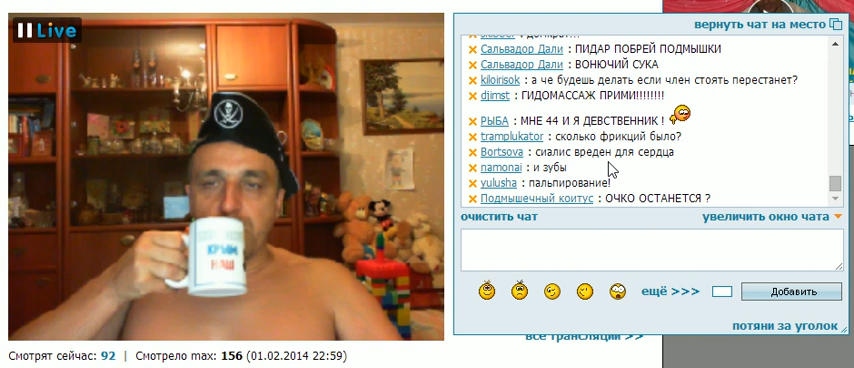 Live
КРЫМ
НАШ
Смотрят сейчас: 92 | Смотрело max: 156 (01.02.2014 22:59)
вернуть чат на место
Сальвадор Дали : ПИДАР ПОБРЕЙ ПОДМЫШКИ
Сальвадор Дали : ВОНЮЧИЙ СУКА
kiloirisok : а че будешь делать если член стоять перестанет?
djimst : ГИДОМАССАЖ ПРИМИ!!!!!!!!
РЫБА : МНЕ 44 И Я ДЕВСТВЕННИК !
tramplukator : сколько фрикций было?
Bortsova : сиалис вреден для сердца
namonai : и зубы
yulusha : пальпирование!
Подмышечный коитус : ОЧКО ОСТАНЕТСЯ ?
очистить чат
увеличить окно чата
ещё >>>
Добавить
потяни за уголок
все трансляции >>